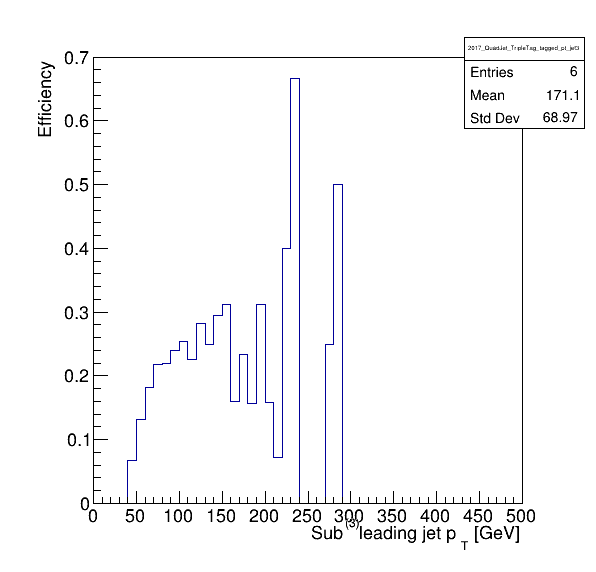 2017_QuadJet_TripleTag_tagged_pt_jet3
Entries 6
Mean 171.1
Std Dev 68.97
Efficiency
0.7
0.6
0.5
0.4
0.3
0.2
0.1
0
0 50 100 150 200 250 300 350 400 450 500
Sub(3)leading jet pT [GeV]